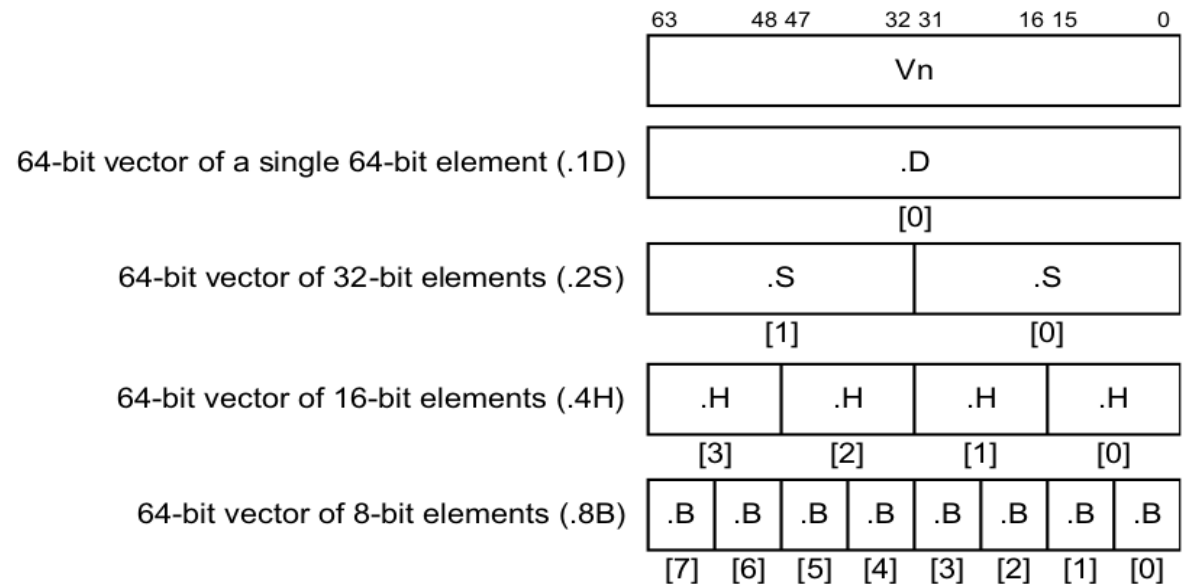 63 48 47 32 31 16 15 0
Vn
64-bit vector of a single 64-bit element (.1D) .D
[0]
64-bit vector of 32-bit elements (.2S) .S .S
[1] [0]
64-bit vector of 16-bit elements (.4H) .H .H .H .H
[3] [2] [1] [0]
64-bit vector of 8-bit elements (.8B) .B .B .B .B .B .B .B .B
[7] [6] [5] [4] [3] [2] [1] [0]